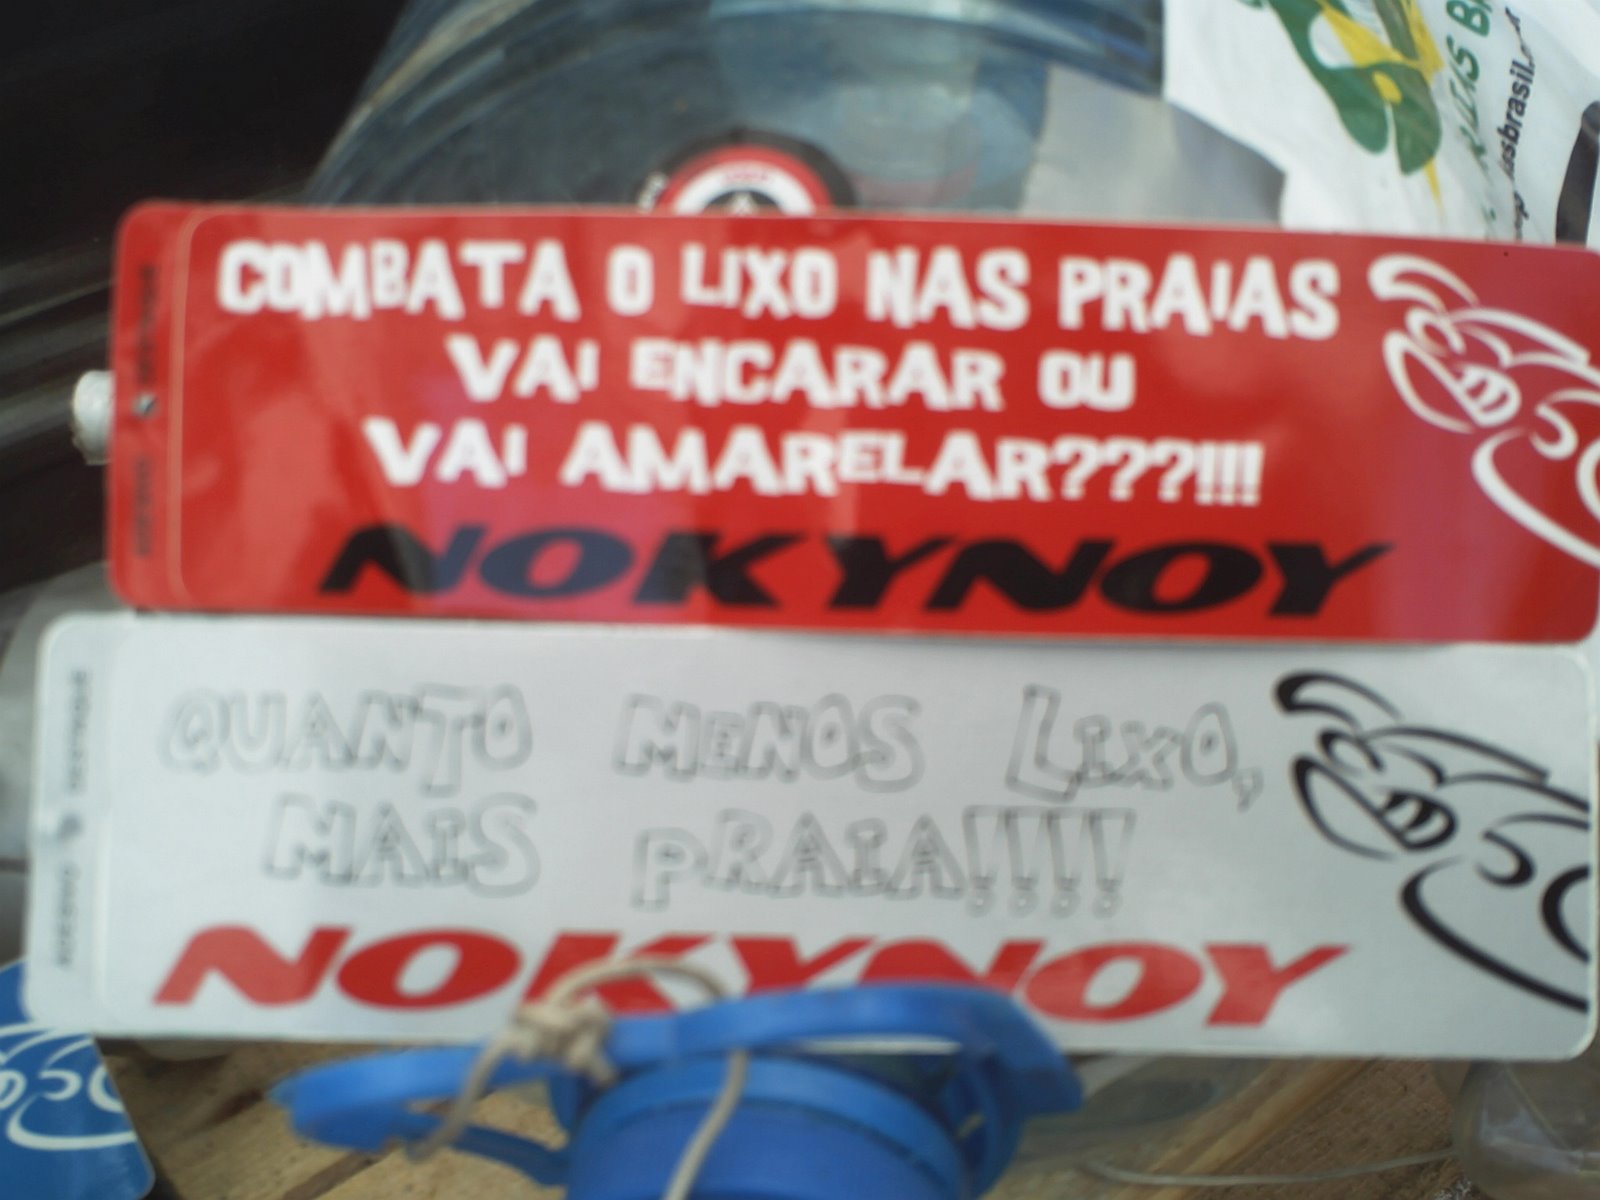 COMBATA O LIXO NAS PRAIAS
VAI ENCARAR OU
VAI AMARELAR???!!!
NOKYNOY
QUANTO MENOS LIXO,
MAIS PRAIA!!!!
NOKYNOY